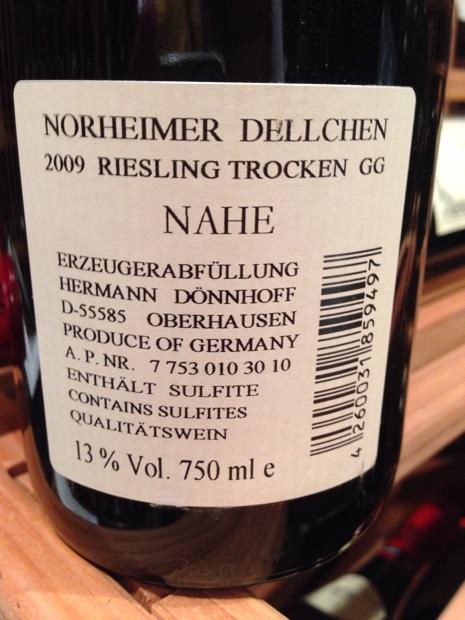 NORHEIMER DELLCHEN
2009 RIESLING TROCKEN GG
NAHE
ERZEUGERABFÜLLUNG
HERMANN DÖNNHOFF
D-55585 OBERHAUSEN
PRODUCE OF GERMANY
A. P. NR. 7 753 010 30 10
ENTHÄLT SULFITE
CONTAINS SULFITES
QUALITÄTSWEIN
13 % Vol. 750 ml e
4 260031 859497